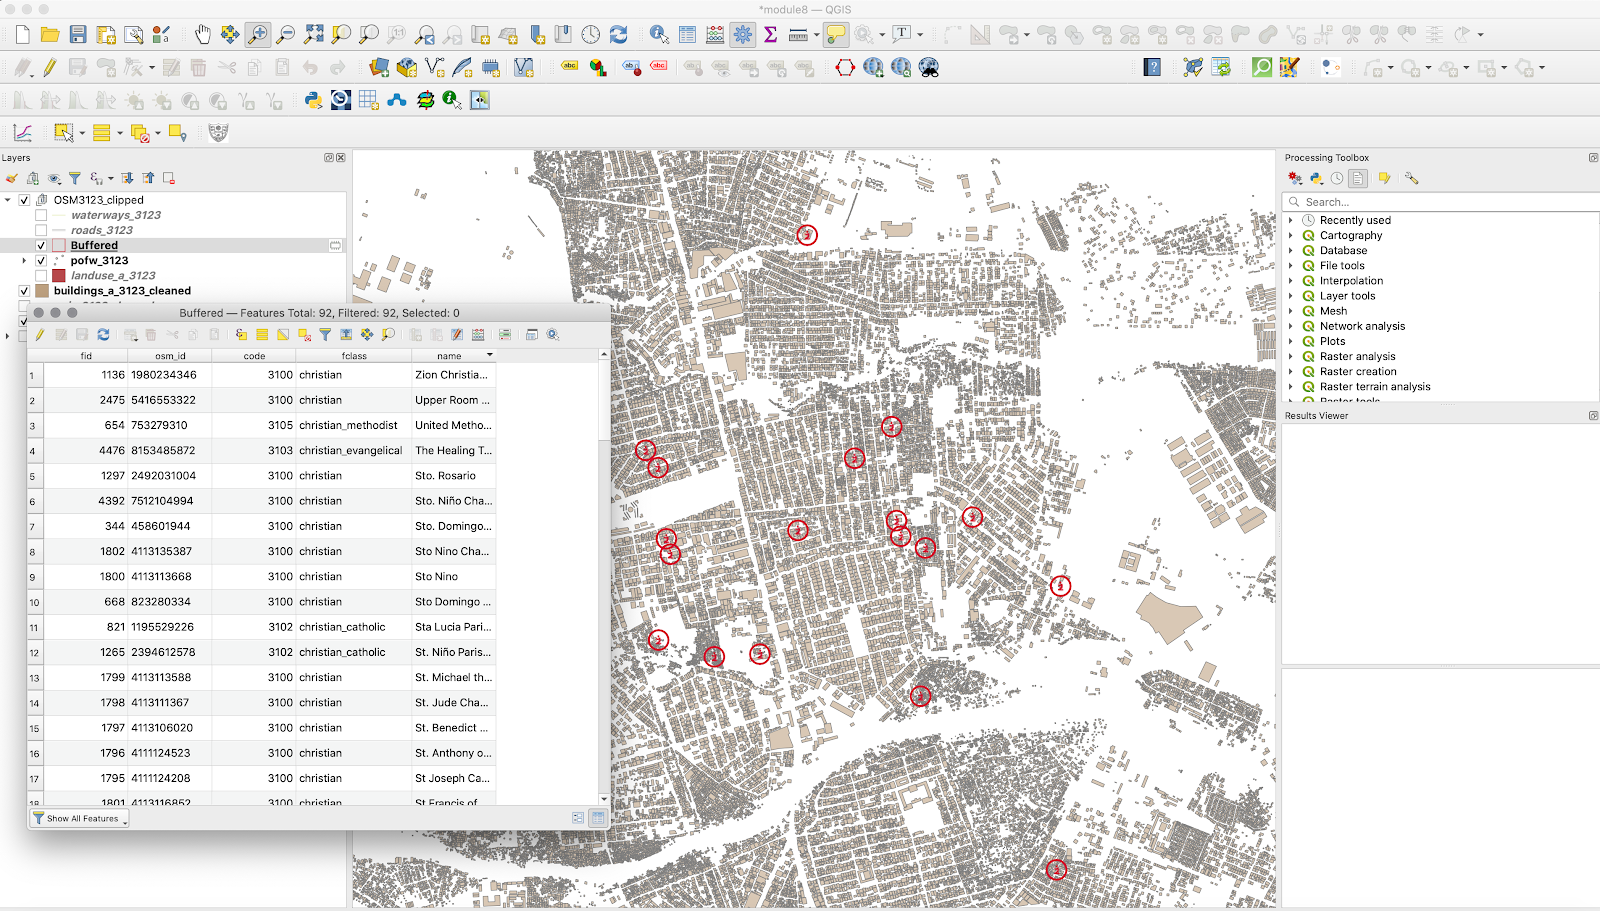 *module8 — QGIS
Layers
OSM3123_clipped
waterways_3123
roads_3123
Buffered
pofw_3123
landuse_a_3123
buildings_a_3123_cleaned
Buffered — Features Total: 92, Filtered: 92, Selected: 0
fid osm_id code fclass name
1 1136 1980234346 3100 christian Zion Christia...
2 2475 5416553322 3100 christian Upper Room ...
3 654 753279310 3105 christian_methodist United Metho...
4 4476 8153485872 3103 christian_evangelical The Healing T...
5 1297 2492031004 3100 christian Sto. Rosario
6 4392 7512104994 3100 christian Sto. Niño Cha...
7 344 458601944 3100 christian Sto. Domingo...
8 1802 4113135387 3100 christian Sto Nino Cha...
9 1800 4113113668 3100 christian Sto Nino
10 668 823280334 3100 christian Sto Domingo ...
11 821 1195529226 3102 christian_catholic Sta Lucia Pari...
12 1265 2394612578 3102 christian_catholic St. Niño Paris...
13 1799 4113113588 3100 christian St. Michael th...
14 1798 4113111367 3100 christian St. Jude Cha...
15 1797 4113106020 3100 christian St. Benedict ...
16 1796 4111124523 3100 christian St. Anthony o...
17 1795 4111124208 3100 christian St Joseph Ca...
18 1801 4113116852 3100 christian St Francis of
Show All Features
Processing Toolbox
Search...
Recently used
Cartography
Database
File tools
Interpolation
Layer tools
Mesh
Network analysis
Plots
Raster analysis
Raster creation
Raster terrain analysis
Raster tools
Results Viewer